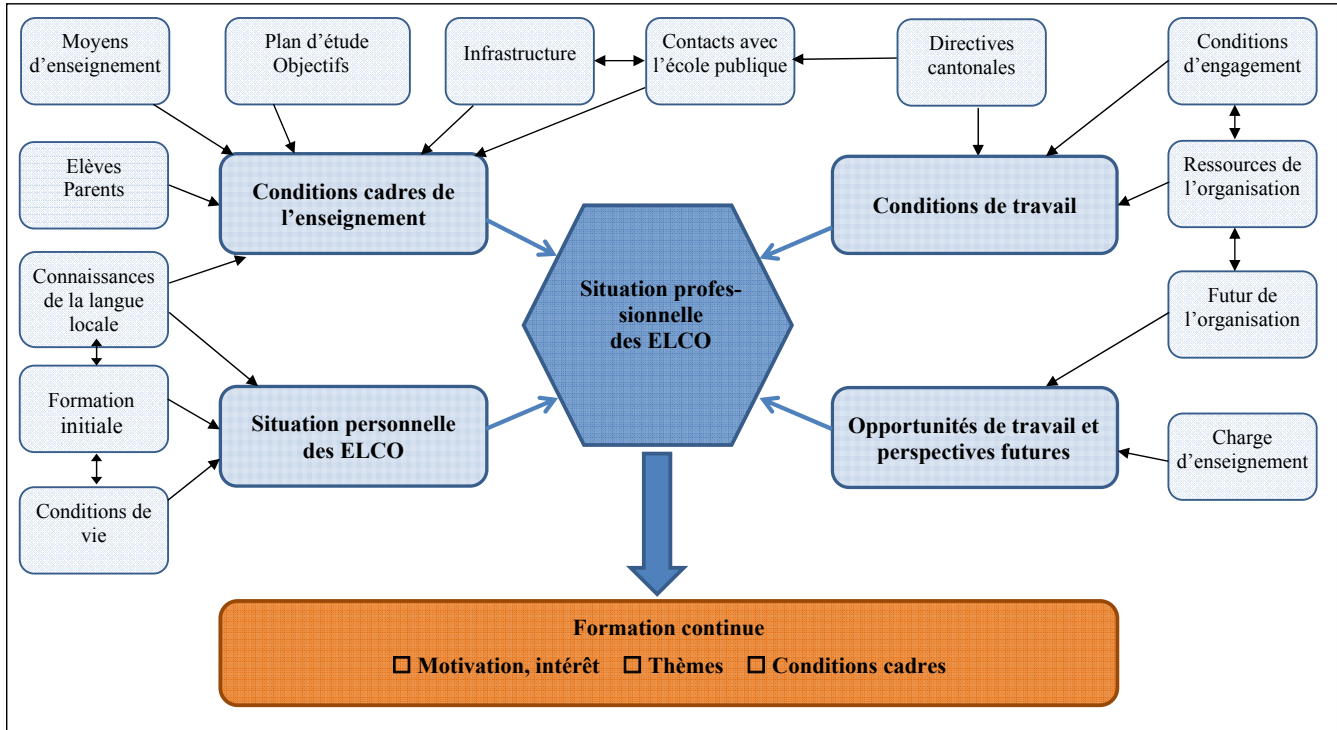 Moyens
d’enseignement
Plan d’étude
Objectifs
Infrastructure
Contacts avec
l’école publique
Directives
cantonales
Conditions
d’engagement
Elèves
Parents
Conditions cadres de
l’enseignement
Conditions de travail
Ressources de
l’organisation
Connaissances
de la langue
locale
Situation profes-
sionnelle
des ELCO
Futur de
l’organisation
Formation
initiale
Situation personnelle
des ELCO
Opportunités de travail et
perspectives futures
Charge
d’enseignement
Conditions de
vie
Formation continue
☐ Motivation, intérêt ☐ Thèmes ☐ Conditions cadres